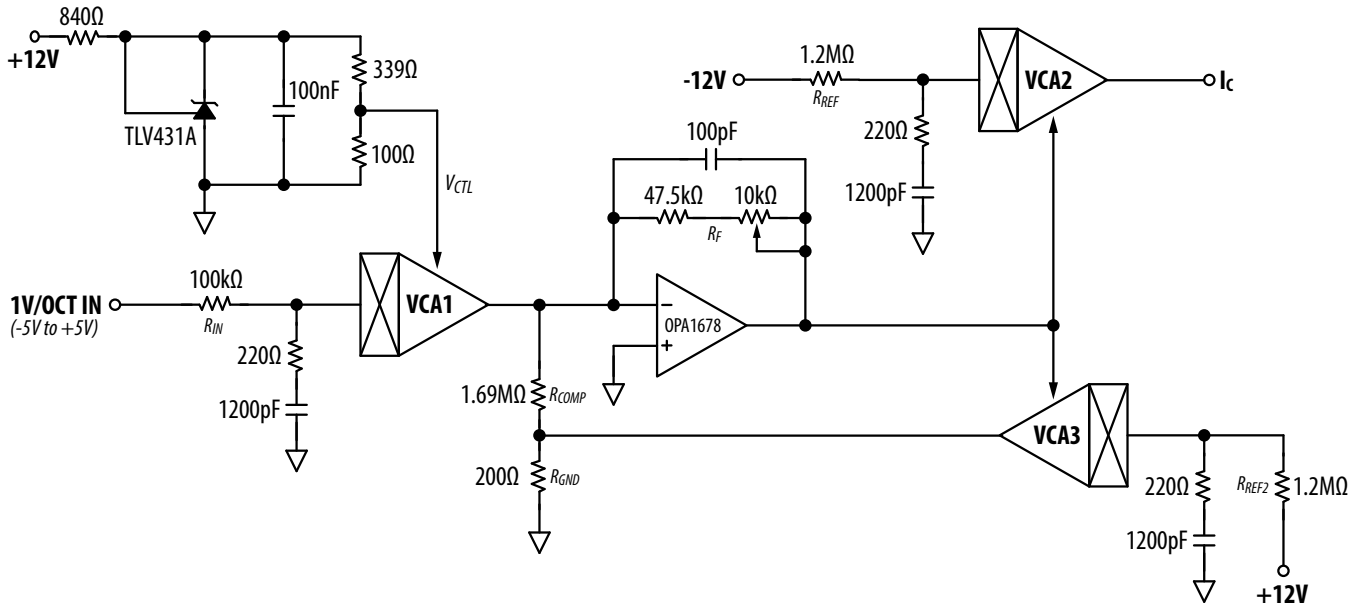 840Ω
+12V
339Ω
100nF
TLV431A
100Ω
VCTL
1.2MΩ
-12V
RREF
VCA2
IC
220Ω
1200pF
100pF
47.5kΩ
10kΩ
RF
1V/OCT IN
(-5V to +5V)
100kΩ
RIN
VCA1
220Ω
1200pF
−
OPA1678
+
1.69MΩ
RCOMP
200Ω
RGND
VCA3
220Ω
RREF2
1.2MΩ
1200pF
+12V